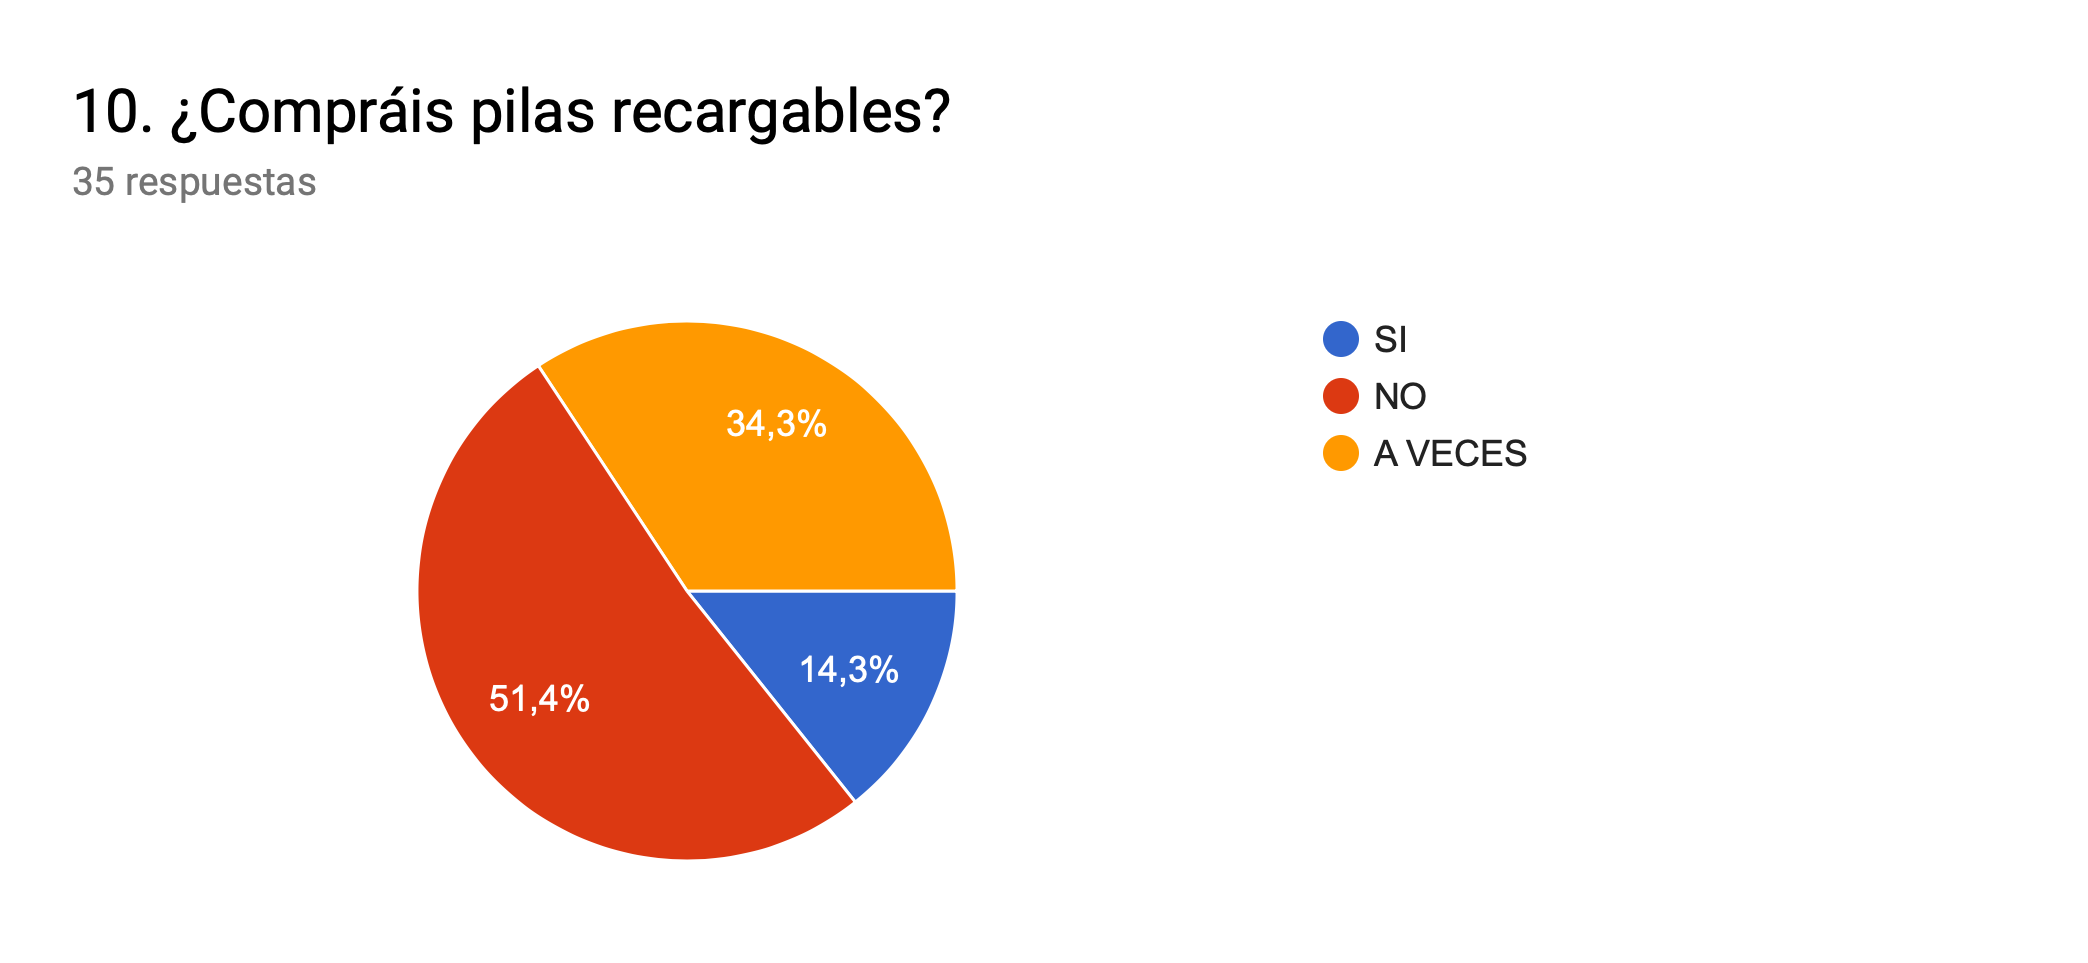 10. ¿Compráis pilas recargables?
35 respuestas
SI
NO
A VECES
34,3%
14,3%
51,4%